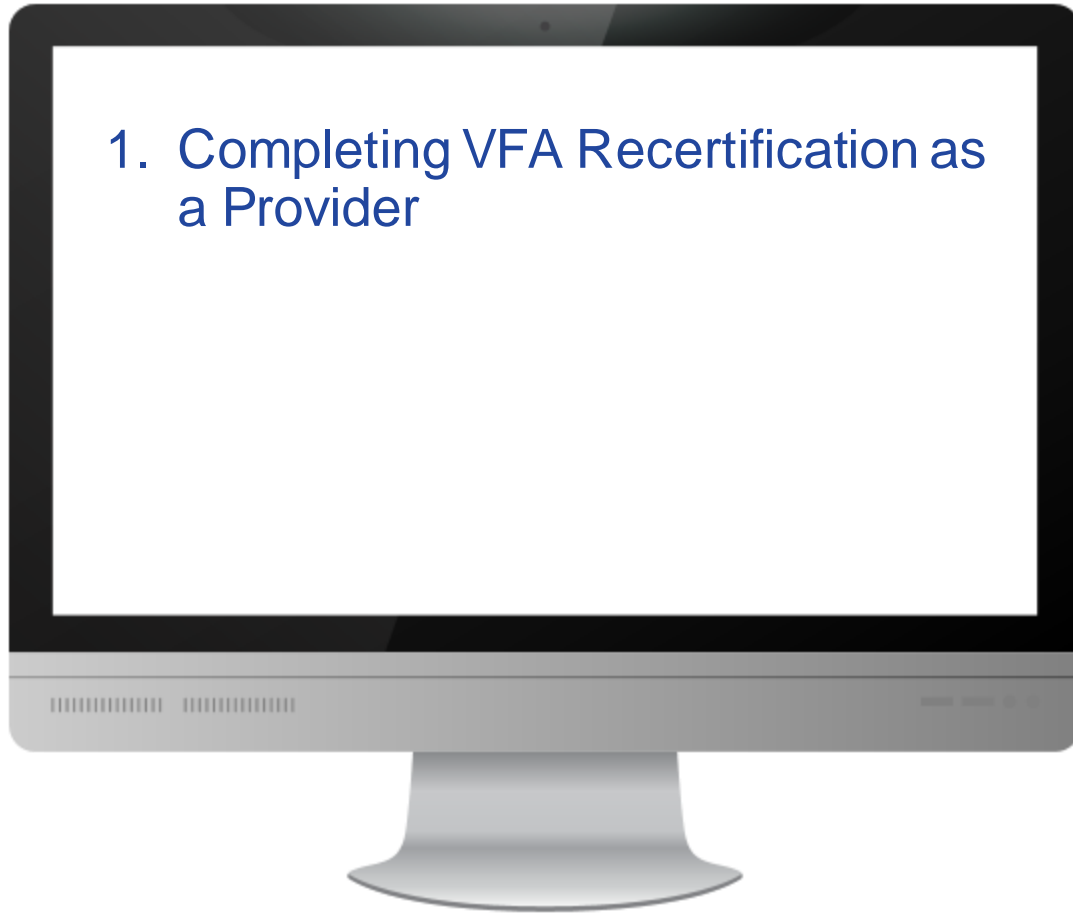 1. Completing VFA Recertification as
a Provider